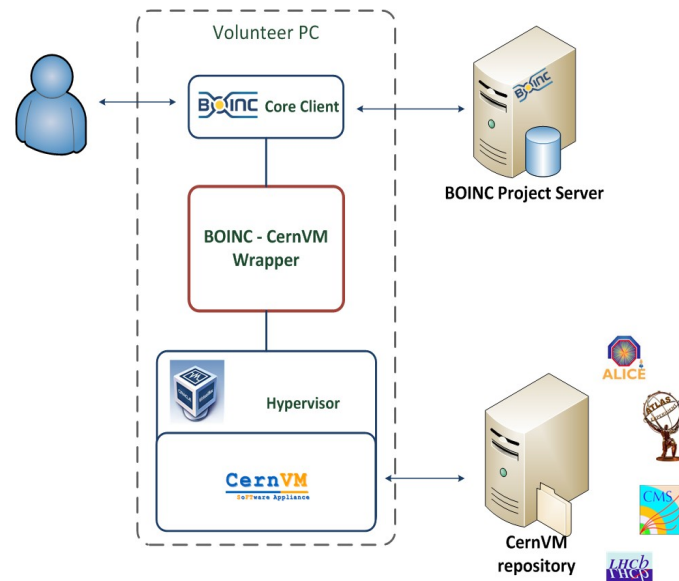 Volunteer PC
BOINC Core Client
BOINC Project Server
BOINC - CernVM
Wrapper
Hypervisor
CernVM
Software Appliance
CernVM
repository
ALICE
ATLAS
CMS
LHCb